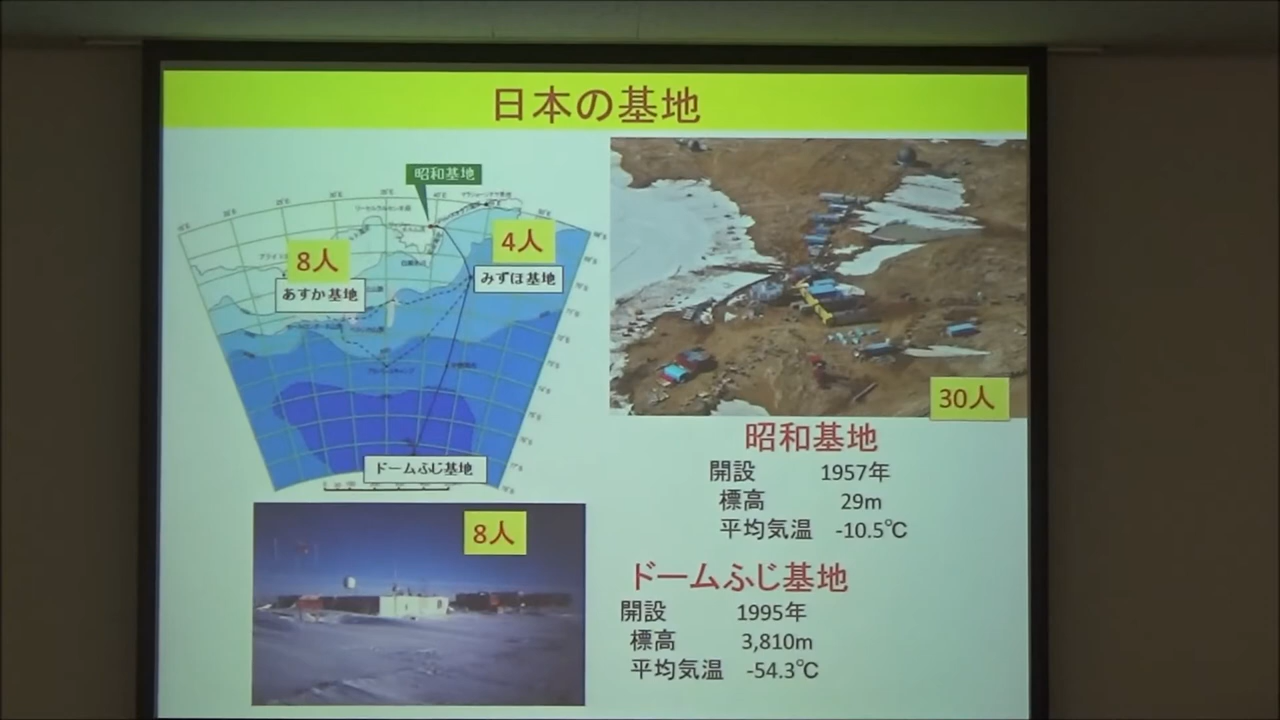 日本の基地
昭和基地
8人
4人
みずほ基地
あすか基地
ドームふじ基地
30人
昭和基地
開設 1957年
標高 29m
平均気温 -10.5℃
8人
ドームふじ基地
開設 1995年
標高 3,810m
平均気温 -54.3℃